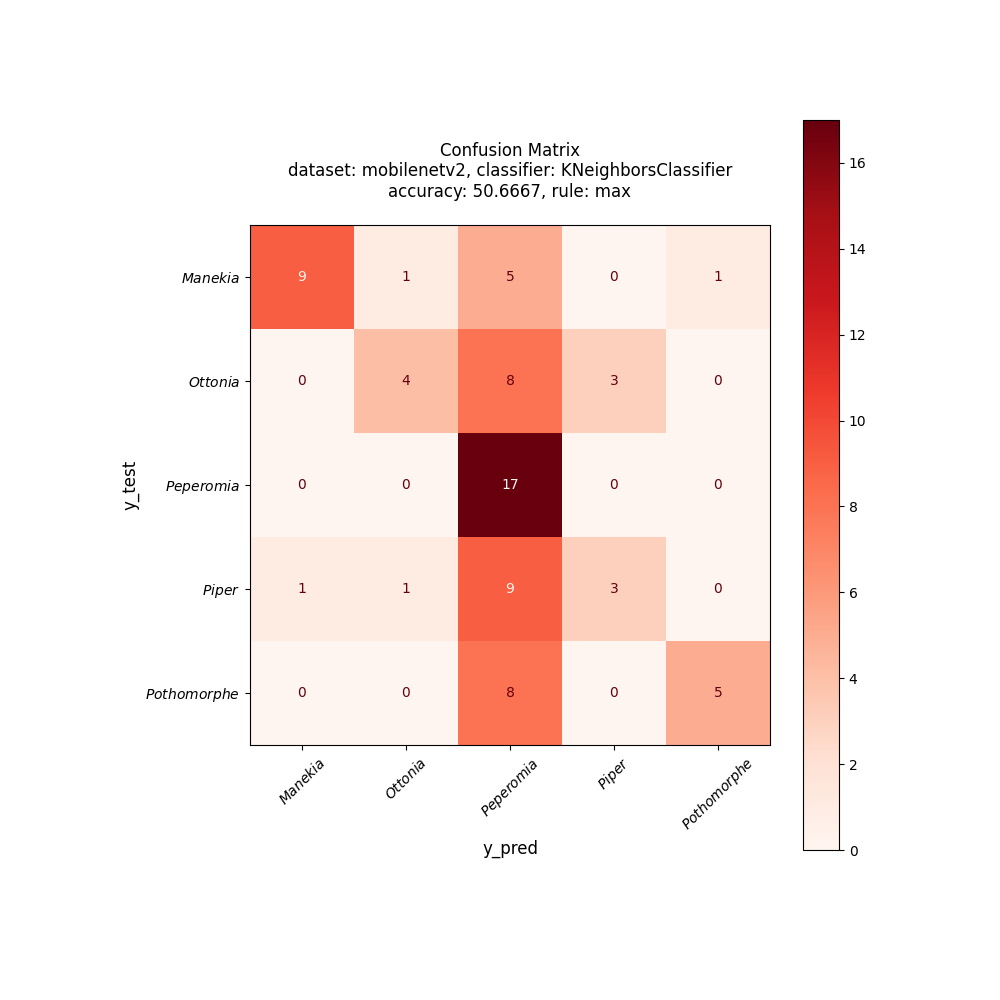 Confusion Matrix
dataset: mobilenetv2, classifier: KNeighborsClassifier
accuracy: 50.6667, rule: max
Manekia 9 1 5 0 1
Ottonia 0 4 8 3 0
Peperomia 0 0 17 0 0
Piper 1 1 9 3 0
Pothomorphe 0 0 8 0 5
y_test
Manekia Ottonia Peperomia Piper Pothomorphe
y_pred
16
14
12
10
8
6
4
2
0